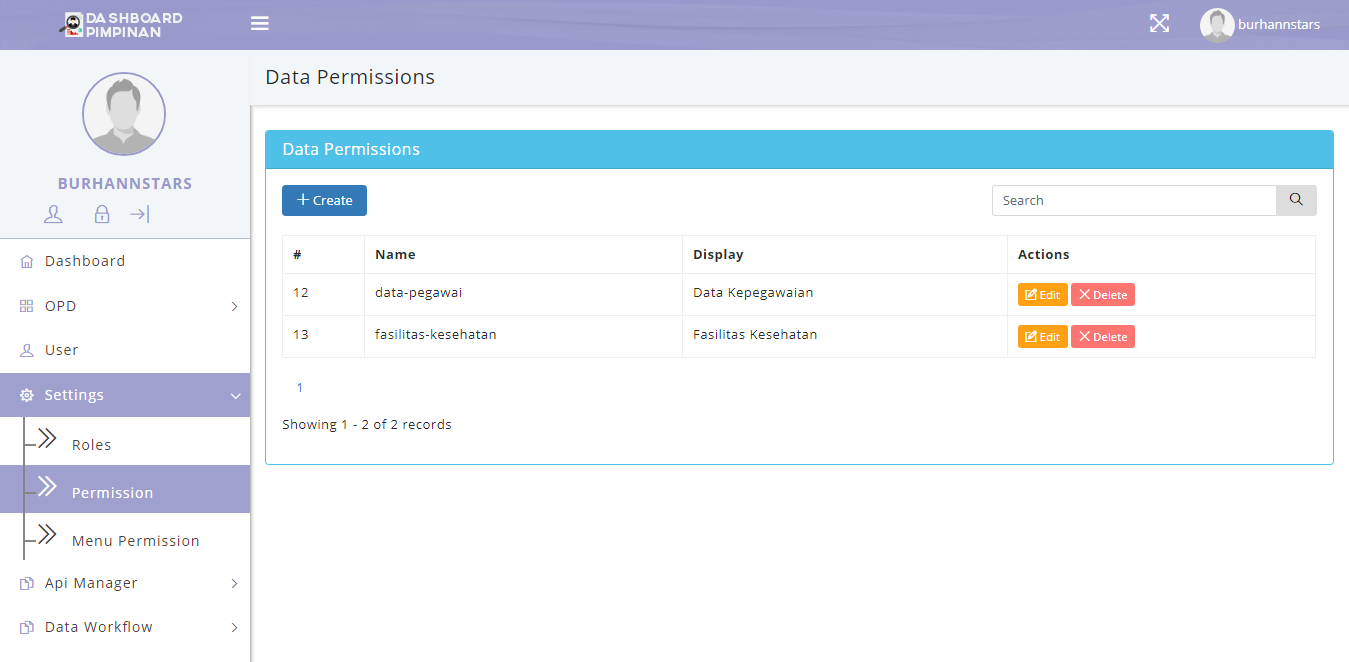 DASHBOARD
PIMPINAN
burhannstars
BURHANNSTARS
Dashboard
OPD
User
Settings
Roles
Permission
Menu Permission
Api Manager
Data Workflow
Data Permissions
Data Permissions
Create
Search
# Name Display Actions
12 data-pegawai Data Kepegawaian Edit Delete
13 fasilitas-kesehatan Fasilitas Kesehatan Edit Delete
1
Showing 1 - 2 of 2 records